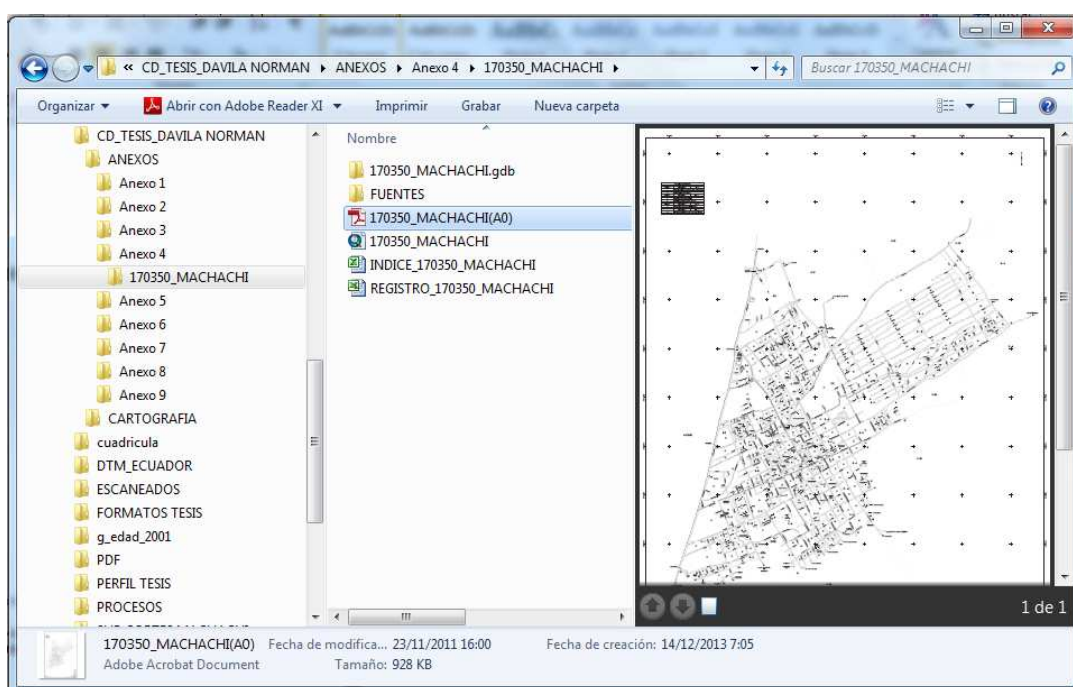 « CD_TESIS_DAVILA NORMAN ▸ ANEXOS ▸ Anexo 4 ▸ 170350_MACHACHI ▸
Buscar 170350_MACHACHI
Organizar Abrir con Adobe Reader XI Imprimir Grabar Nueva carpeta
CD_TESIS_DAVILA NORMAN
ANEXOS
Anexo 1
Anexo 2
Anexo 3
Anexo 4
170350_MACHACHI
Anexo 5
Anexo 6
Anexo 7
Anexo 8
Anexo 9
CARTOGRAFIA
cuadricula
DTM_ECUADOR
ESCANEADOS
FORMATOS TESIS
g_edad_2001
PDF
PERFIL TESIS
PROCESOS
Nombre
170350_MACHACHI.gdb
FUENTES
170350_MACHACHI(A0)
170350_MACHACHI
INDICE_170350_MACHACHI
REGISTRO_170350_MACHACHI
1 de 1
170350_MACHACHI(A0) Fecha de modifica... 23/11/2011 16:00 Fecha de creación: 14/12/2013 7:05
Adobe Acrobat Document Tamaño: 928 KB